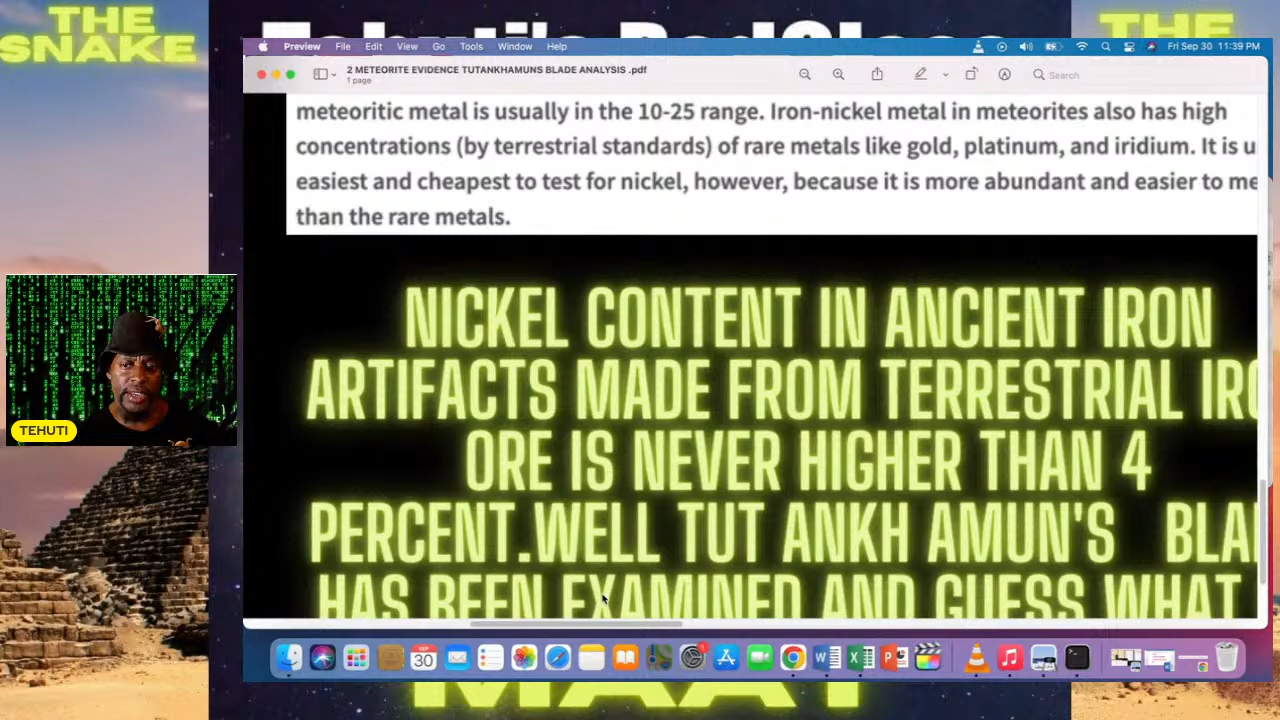 THE
SNAKE
THE
Preview File Edit View Go Tools Window Help
Fri Sep 30 11:39 PM
2 METEORITE EVIDENCE TUTANKHAMUNS BLADE ANALYSIS .pdf
1 page
Search
meteoritic metal is usually in the 10-25 range. Iron-nickel metal in meteorites also has high
concentrations (by terrestrial standards) of rare metals like gold, platinum, and iridium. It is
easiest and cheapest to test for nickel, however, because it is more abundant and easier to
than the rare metals.
NICKEL CONTENT IN ANCIENT IRON
ARTIFACTS MADE FROM TERRESTRIAL
ORE IS NEVER HIGHER THAN 4
PERCENT.WELL TUT ANKH AMUN'S
HAS BEEN EXAMINED AND GUESS WHAT
TEHUTI
SEP
30
1
MAAT